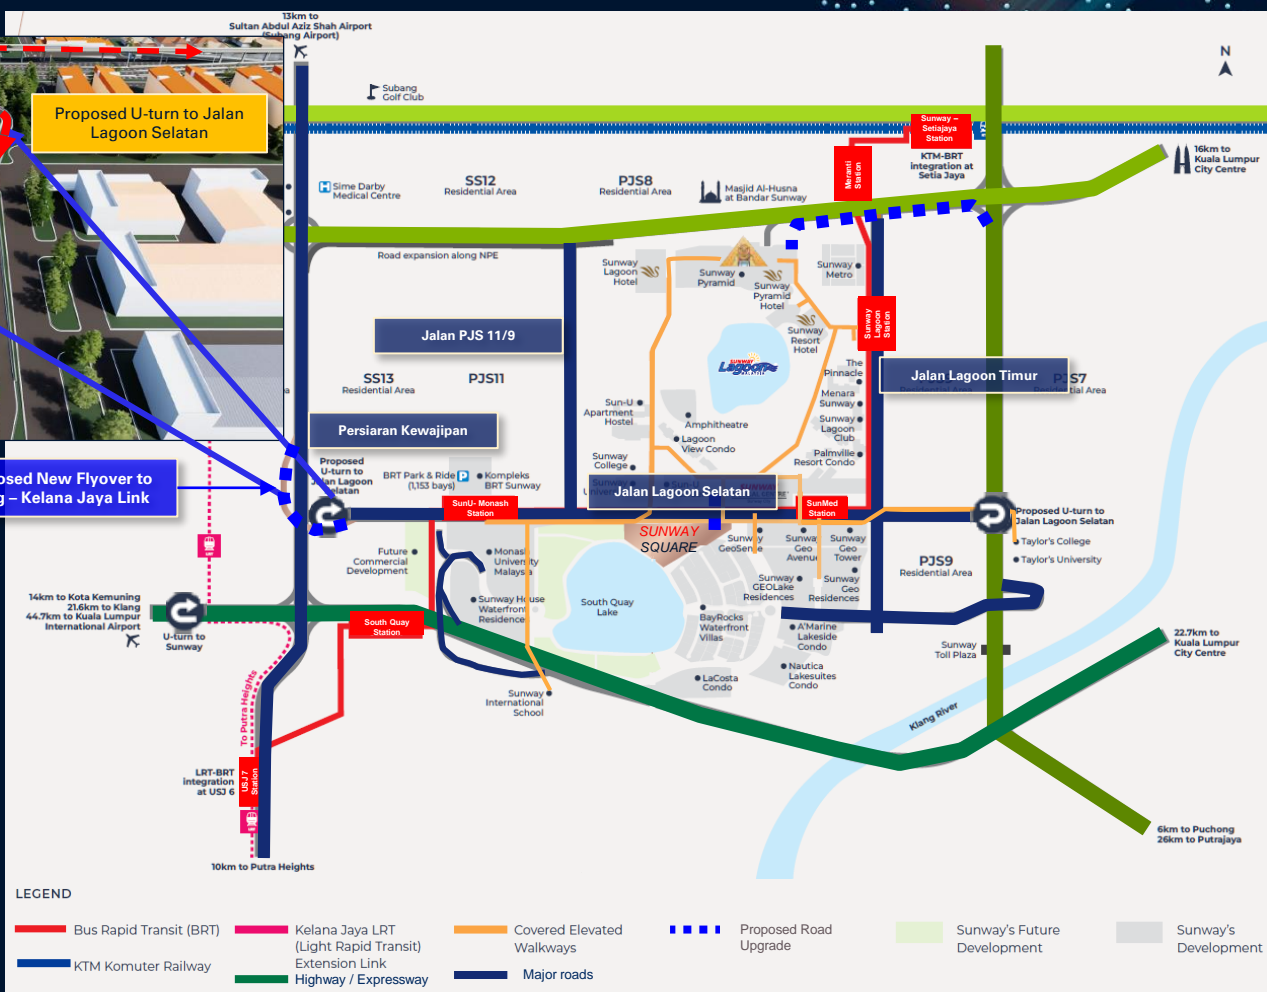 13km to
Sultan Abdul Aziz Shah Airport
(Subang Airport)
N
Subang
Golf Club
Proposed U-turn to Jalan
Lagoon Selatan
Sunway –
Setiajaya
Station
KTM-BRT
integration at
Setia Jaya
Meranti
Station
16km to
Kuala Lumpur
City Centre
Sime Darby
Medical Centre
SS12
Residential Area
PJS8
Residential Area
Masjid Al-Husna
at Bandar Sunway
Road expansion along NPE
Sunway
Lagoon
Hotel
Sunway
Pyramid
Sunway
Pyramid
Hotel
Sunway
Metro
Sunway
Resort
Hotel
Sunway
Lagoon
Station
Jalan PJS 11/9
SUNWAY
Lagoon
The
Pinnacle
Jalan Lagoon Timur
PJS7
Residential Area
SS13
Residential Area
PJS11
Menara
Sunway
Sun-U
Apartment
Hostel
Amphitheatre
Sunway
Lagoon
Club
Persiaran Kewajipan
Lagoon
View Condo
Palmville
Resort Condo
Proposed
U-turn to
Jalan Lagoon
Selatan
BRT Park & Ride
(1,153 bays)
P
Kompleks
BRT Sunway
Sunway
College
osed New Flyover to
g – Kelana Jaya Link
Jalan Lagoon Selatan
SunU- Monash
Station
SunMed
Station
SUNWAY
SQUARE
Sunway
GeoSense
Sunway
Geo
Avenue
Sunway
Geo
Tower
Proposed U-turn to
Jalan Lagoon Selatan
Taylor's College
Taylor's University
PJS9
Residential Area
Future
Commercial
Development
Monash
University
Malaysia
Sunway
GEOLake
Residences
Sunway
Geo
Residences
14km to Kota Kemuning
21.6km to Klang
44.7km to Kuala Lumpur
International Airport
U-turn to
Sunway
Sunway House
Waterfront
Residence
South Quay
Lake
South Quay
Station
BayRocks
Waterfront
Villas
A'Marine
Lakeside
Condo
Sunway
Toll Plaza
22.7km to
Kuala Lumpur
City Centre
Nautica
Lakesuites
Condo
LaCosta
Condo
Sunway
International
School
To Putra Heights
Klang River
LRT-BRT
integration
at USJ 6
USJ 7
Station
6km to Puchong
26km to Putrajaya
10km to Putra Heights
LEGEND
Bus Rapid Transit (BRT)
KTM Komuter Railway
Kelana Jaya LRT
(Light Rapid Transit)
Extension Link
Highway / Expressway
Covered Elevated
Walkways
Major roads
Proposed Road
Upgrade
Sunway's Future
Development
Sunway's
Development